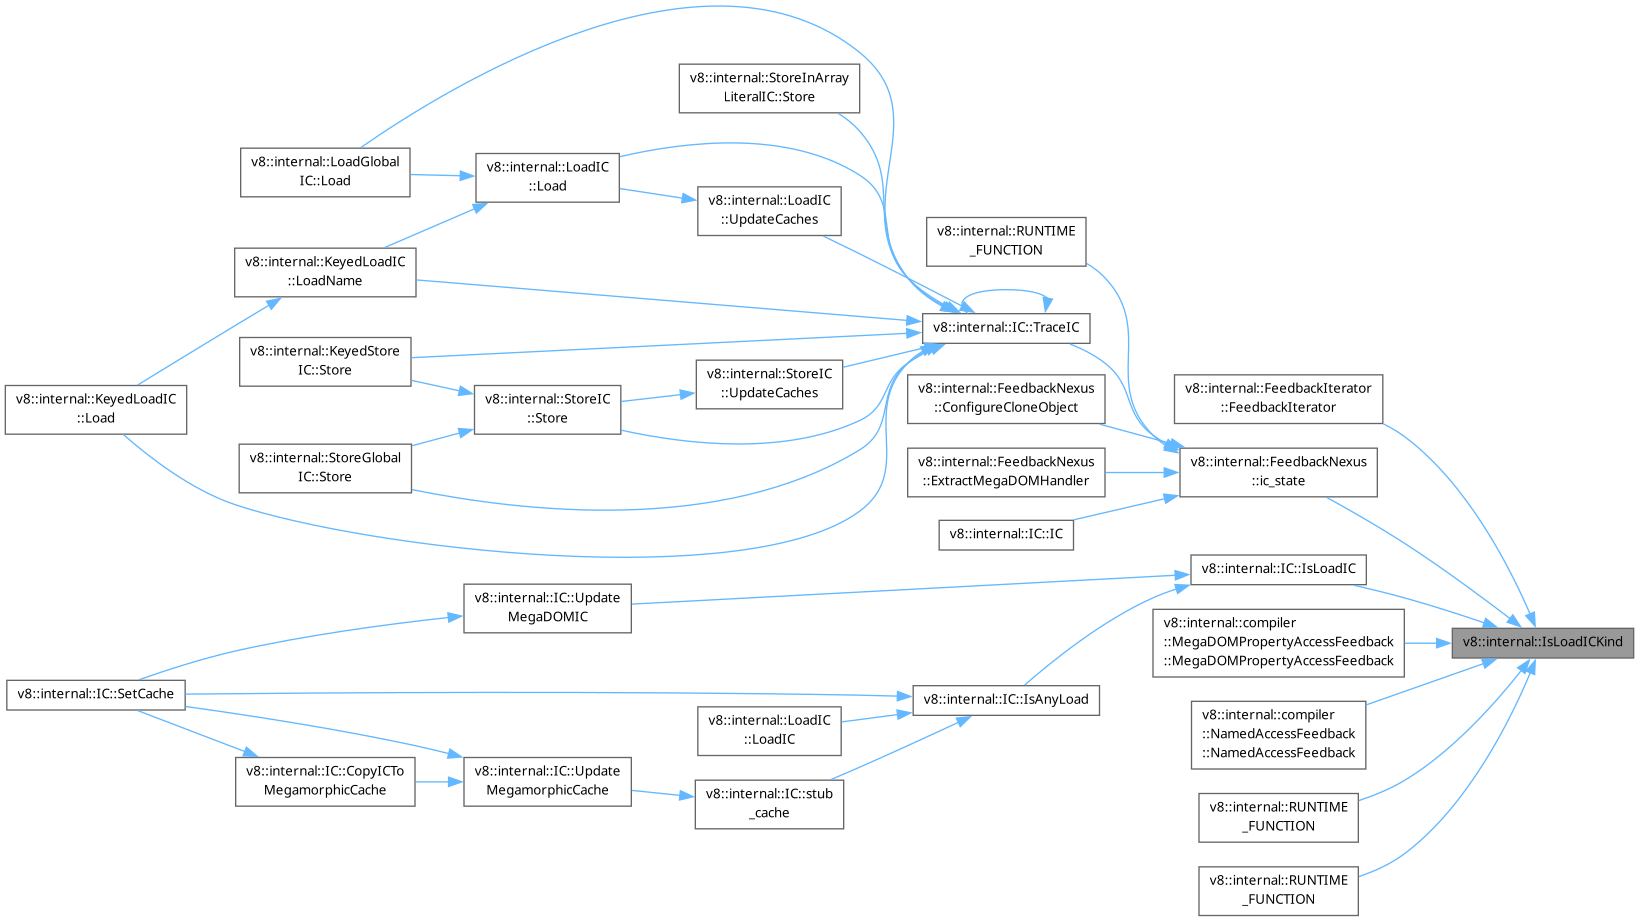 v8::internal::StoreInArray
LiteralIC::Store
v8::internal::LoadGlobal
IC::Load
v8::internal::LoadIC
::Load
v8::internal::LoadIC
::UpdateCaches
v8::internal::RUNTIME
_FUNCTION
v8::internal::KeyedLoadIC
::LoadName
v8::internal::IC::TraceIC
v8::internal::KeyedStore
IC::Store
v8::internal::StoreIC
::UpdateCaches
v8::internal::FeedbackNexus
::ConfigureCloneObject
v8::internal::FeedbackIterator
::FeedbackIterator
v8::internal::KeyedLoadIC
::Load
v8::internal::StoreIC
::Store
v8::internal::StoreGlobal
IC::Store
v8::internal::FeedbackNexus
::ExtractMegaDOMHandler
v8::internal::FeedbackNexus
::ic_state
v8::internal::IC::IC
v8::internal::IC::IsLoadIC
v8::internal::IC::Update
MegaDOMIC
v8::internal::compiler
::MegaDOMPropertyAccessFeedback
::MegaDOMPropertyAccessFeedback
v8::internal::IsLoadICKind
v8::internal::IC::SetCache
v8::internal::IC::IsAnyLoad
v8::internal::LoadIC
::LoadIC
v8::internal::compiler
::NamedAccessFeedback
::NamedAccessFeedback
v8::internal::IC::CopyICTo
MegamorphicCache
v8::internal::IC::Update
MegamorphicCache
v8::internal::IC::stub
_cache
v8::internal::RUNTIME
_FUNCTION
v8::internal::RUNTIME
_FUNCTION